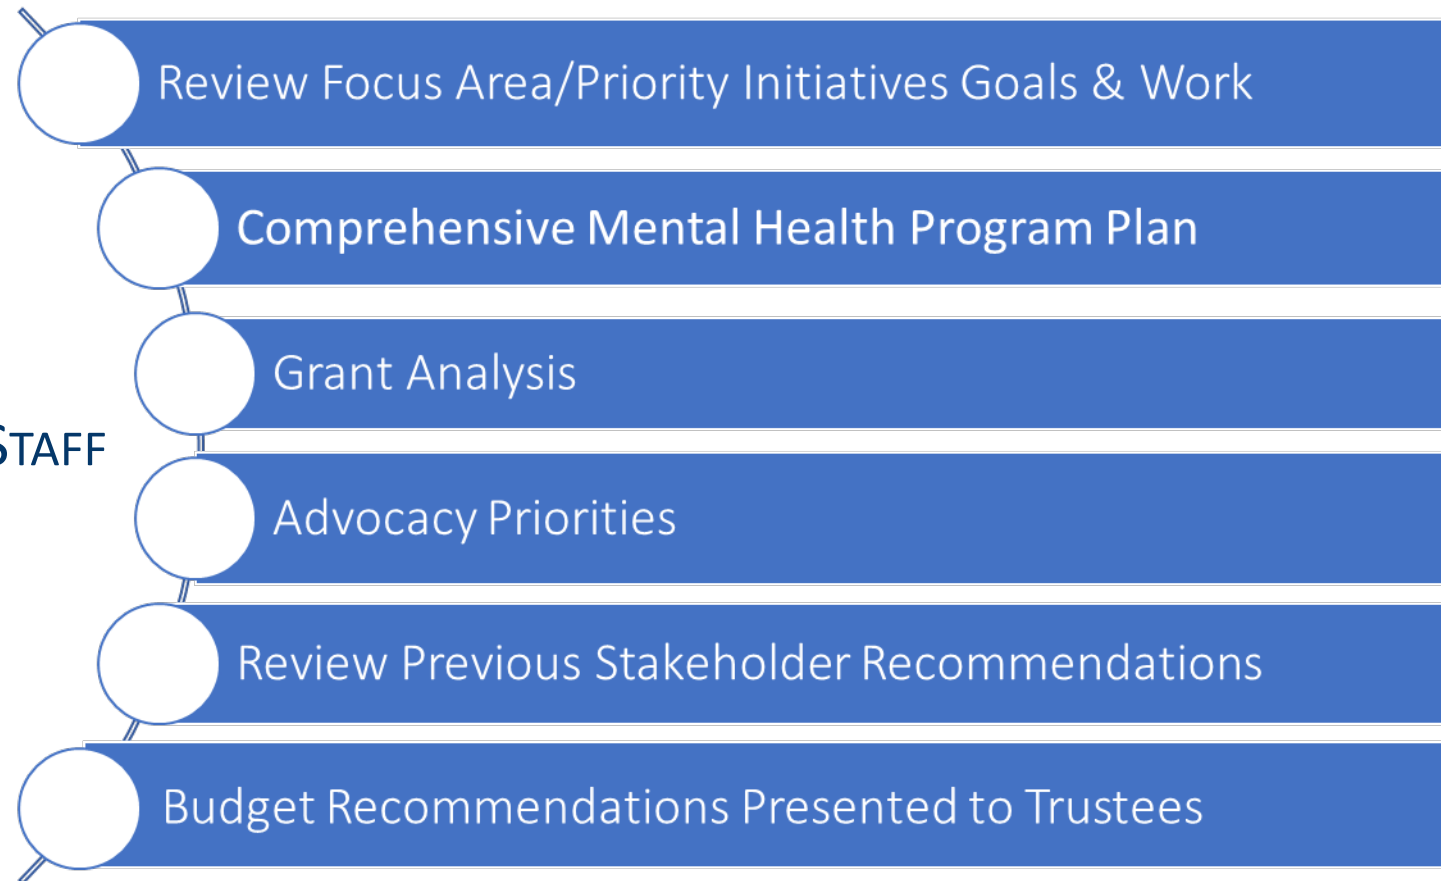 Review Focus Area/Priority Initiatives Goals & Work
Comprehensive Mental Health Program Plan
Grant Analysis
STAFF
Advocacy Priorities
Review Previous Stakeholder Recommendations
Budget Recommendations Presented to Trustees